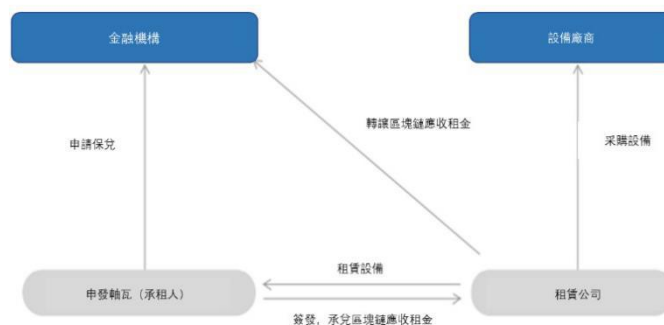 金融機構
設備廠商
轉讓區塊鏈應收租金
申請保兌
采購設備
租賃設備
申發軸瓦（承租人）
租賃公司
簽發，承兌區塊鏈應收租金